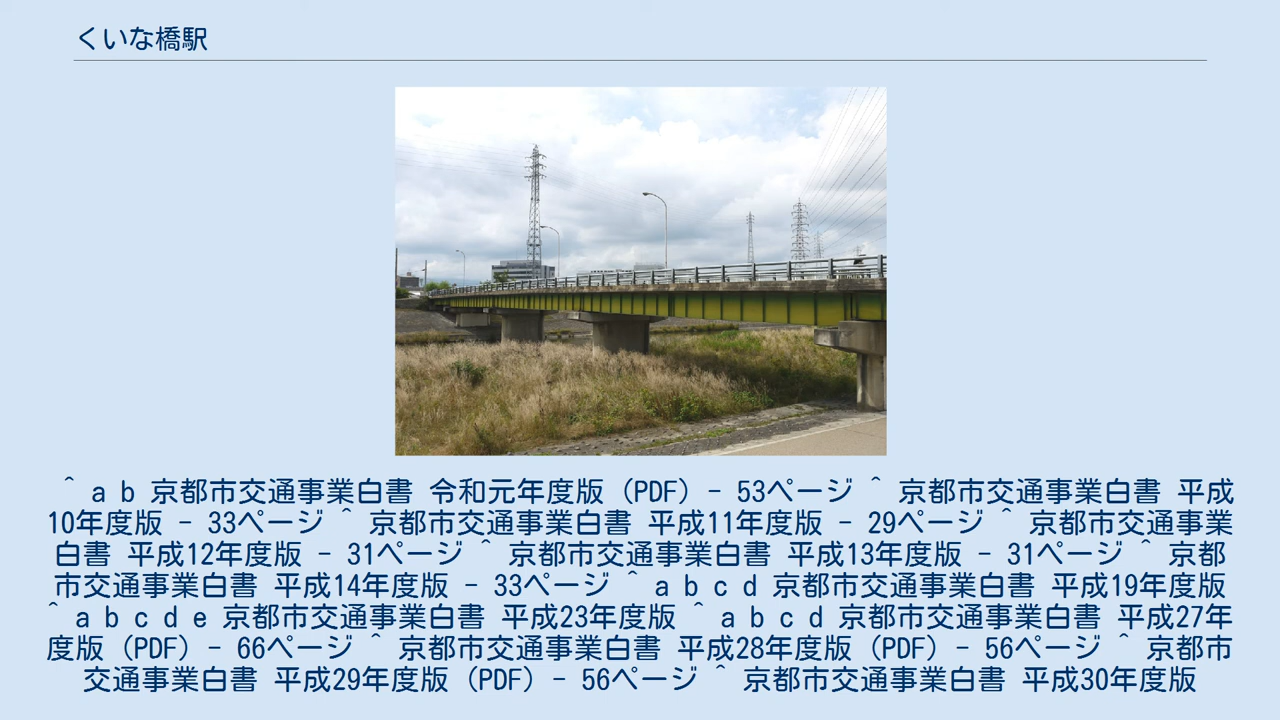 くいな橋駅
^ a b 京都市交通事業白書 令和元年度版 (PDF) - 53ページ ^ 京都市交通事業白書 平成
10年度版 - 33ページ ^ 京都市交通事業白書 平成11年度版 - 29ページ ^ 京都市交通事業
白書 平成12年度版 - 31ページ ^ 京都市交通事業白書 平成13年度版 - 31ページ ^ 京都
市交通事業白書 平成14年度版 - 33ページ ^ a b c d 京都市交通事業白書 平成19年度版
^ a b c d e 京都市交通事業白書 平成23年度版 ^ a b c d 京都市交通事業白書 平成27年
度版 (PDF) - 66ページ ^ 京都市交通事業白書 平成28年度版 (PDF) - 56ページ ^ 京都市
交通事業白書 平成29年度版 (PDF) - 56ページ ^ 京都市交通事業白書 平成30年度版